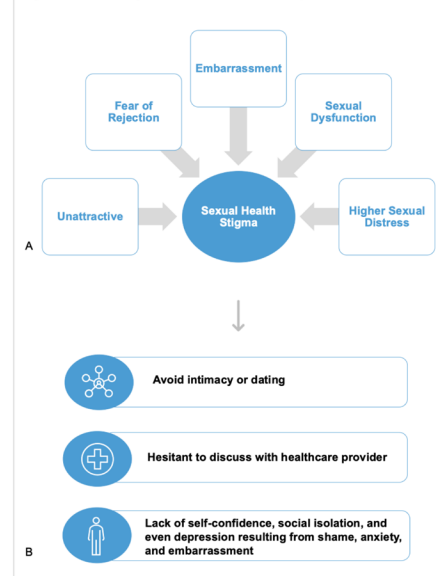 Embarrassment
Fear of
Rejection
Sexual
Dysfunction
Unattractive
Sexual Health
Stigma
Higher Sexual
Distress
A
Avoid intimacy or dating
Hesitant to discuss with healthcare provider
Lack of self-confidence, social isolation, and
even depression resulting from shame, anxiety,
and embarrassment
B